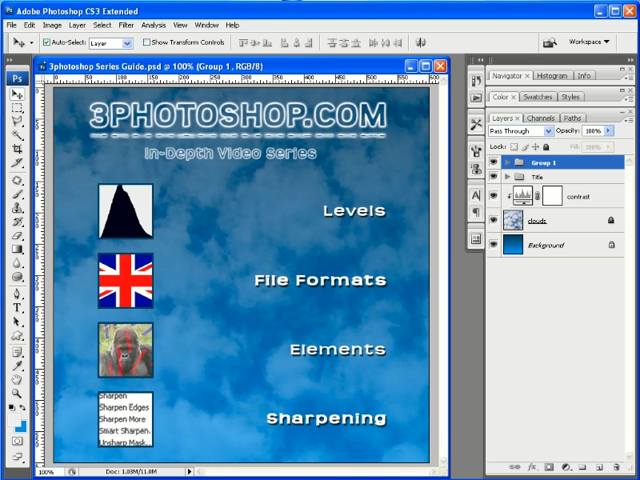 Adobe Photoshop CS3 Extended
File Edit Image Layer Select Filter Analysis View Window Help
Auto-Select: Layer Show Transform Controls Workspace
3photoshop Series Guide.psd @ 100% (Group 1, RGB/8)
Ps
3PHOTOSHOP.COM
In-Depth Video Series
Levels
File Formats
Elements
Sharpen
Sharpen Edges
Sharpen More
Smart Sharpen...
Unsharp Mask...
Sharpening
100% Doc: 1.03M/11.8M
Navigator x Histogram Info
Color x Swatches Styles
Layers x Channels Paths
Pass Through Opacity: 100%
Lock: Fill: 100%
Group 1
Title
contrast
clouds
Background